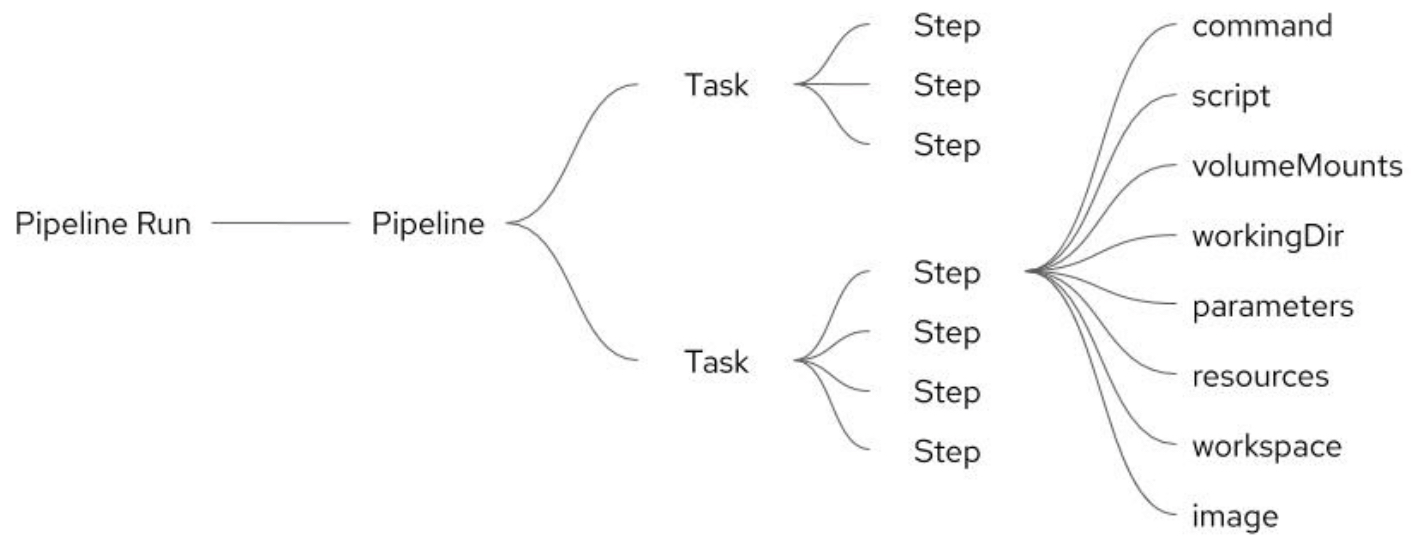 Pipeline Run
Pipeline
Task
Step
Step
Step
Task
Step
Step
Step
Step
command
script
volumeMounts
workingDir
parameters
resources
workspace
image